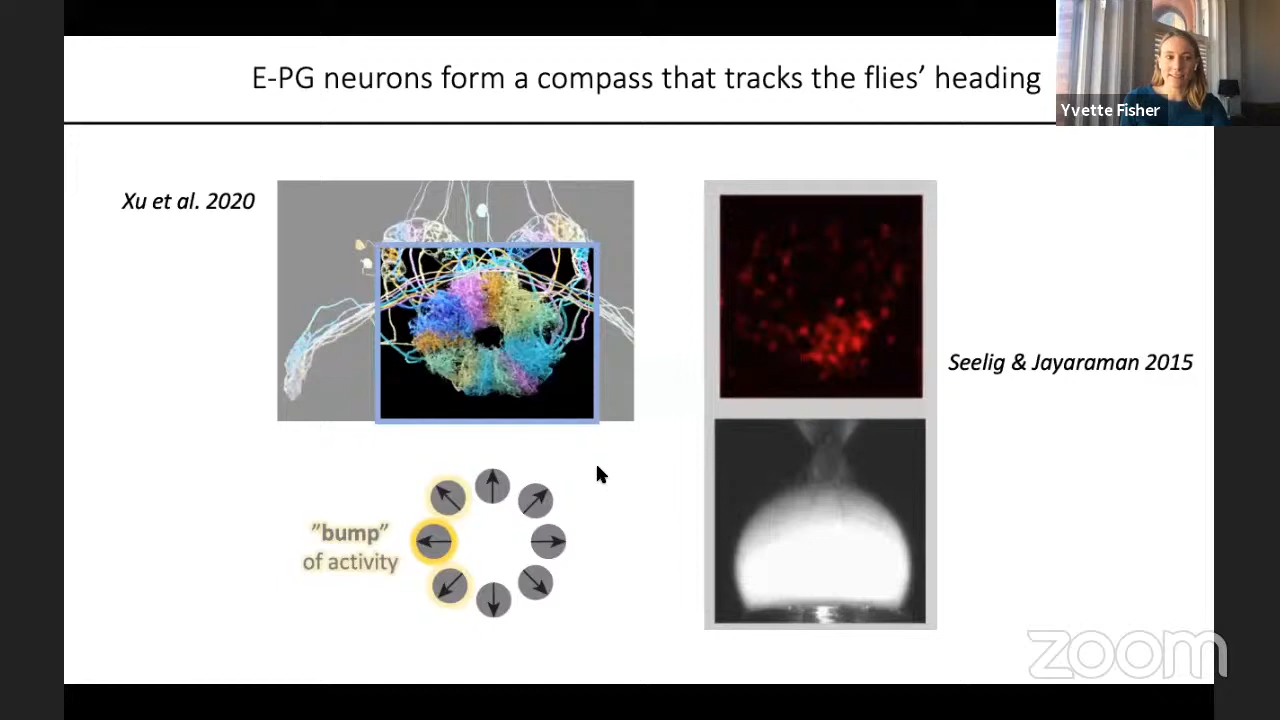 E-PG neurons form a compass that tracks the flies’ heading
Yvette Fisher
Xu et al. 2020
Seelig & Jayaraman 2015
”bump”
of activity
zoom